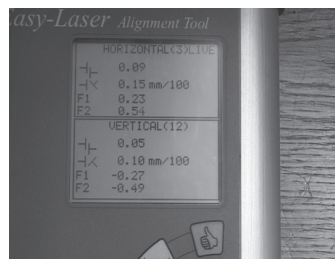 Easy-Laser Alignment Tool
HORIZONTAL(3)LIVE
0.09
0.15 mm/100
F1 0.23
F2 0.54
VERTICAL(12)
0.05
0.10 mm/100
F1 -0.27
F2 -0.49